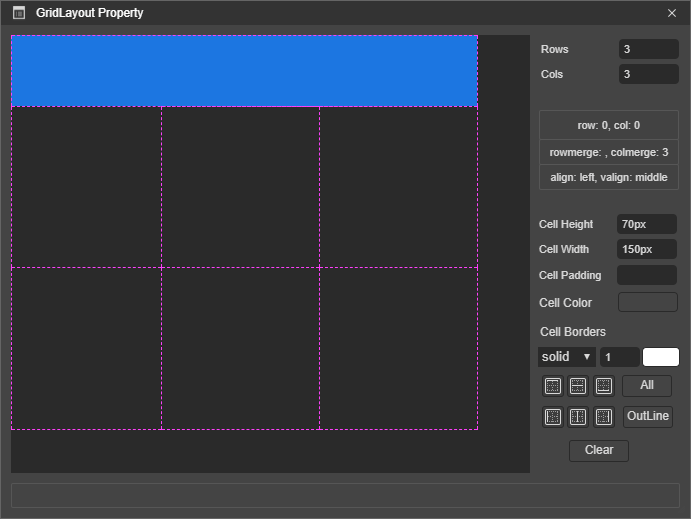 GridLayout Property
Rows 3
Cols 3
row: 0, col: 0
rowmerge: , colmerge: 3
align: left, valign: middle
Cell Height 70px
Cell Width 150px
Cell Padding
Cell Color
Cell Borders
solid 1
All
OutLine
Clear